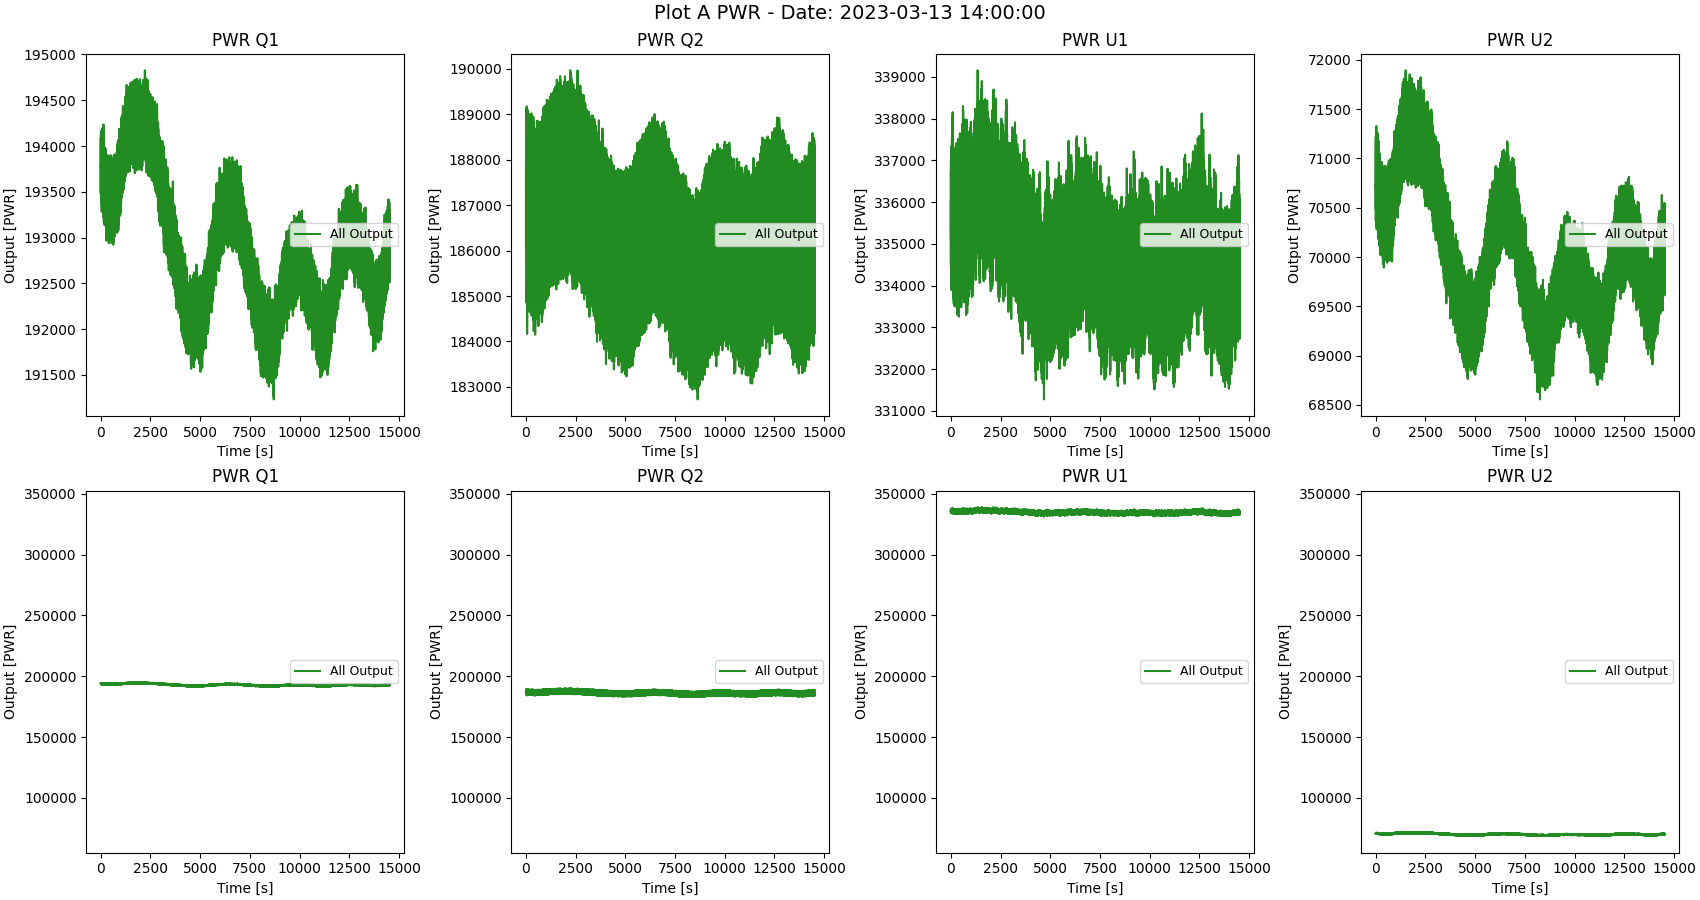 Plot A PWR - Date: 2023-03-13 14:00:00
PWR Q1
Output [PWR]
195000
194500
194000
193500
193000
192500
192000
191500
All Output
0 2500 5000 7500 10000 12500 15000
Time [s]
PWR Q2
Output [PWR]
190000
189000
188000
187000
186000
185000
184000
183000
All Output
0 2500 5000 7500 10000 12500 15000
Time [s]
PWR U1
Output [PWR]
339000
338000
337000
336000
335000
334000
333000
332000
331000
All Output
0 2500 5000 7500 10000 12500 15000
Time [s]
PWR U2
Output [PWR]
72000
71500
71000
70500
70000
69500
69000
68500
All Output
0 2500 5000 7500 10000 12500 15000
Time [s]
PWR Q1
Output [PWR]
350000
300000
250000
200000
150000
100000
All Output
0 2500 5000 7500 10000 12500 15000
Time [s]
PWR Q2
Output [PWR]
350000
300000
250000
200000
150000
100000
All Output
0 2500 5000 7500 10000 12500 15000
Time [s]
PWR U1
Output [PWR]
350000
300000
250000
200000
150000
100000
All Output
0 2500 5000 7500 10000 12500 15000
Time [s]
PWR U2
Output [PWR]
350000
300000
250000
200000
150000
100000
All Output
0 2500 5000 7500 10000 12500 15000
Time [s]